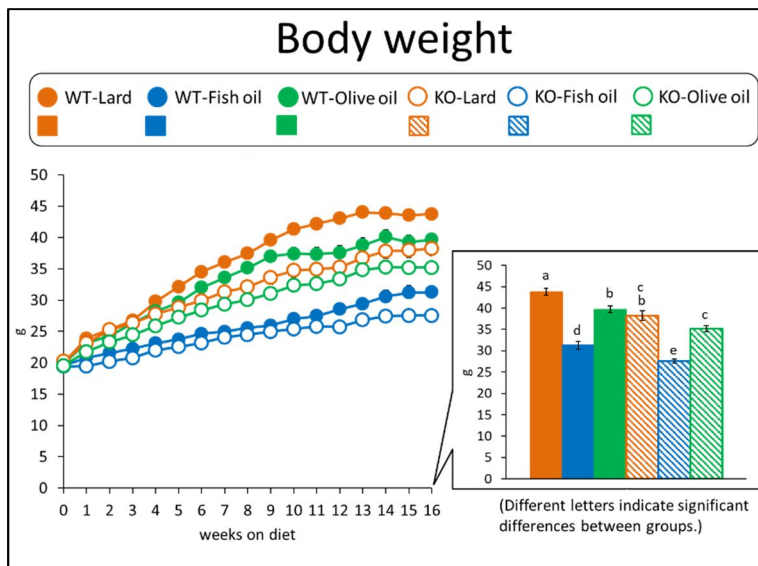 Body weight
WT-Lard WT-Fish oil WT-Olive oil KO-Lard KO-Fish oil KO-Olive oil
50
45
40
35
30
25
20
15
10
5
0
g
0 1 2 3 4 5 6 7 8 9 10 11 12 13 14 15 16
weeks on diet
50
45
40
35
30
25
20
15
10
5
0
g
a
d
b
c
b
e
c
(Different letters indicate significant
differences between groups.)